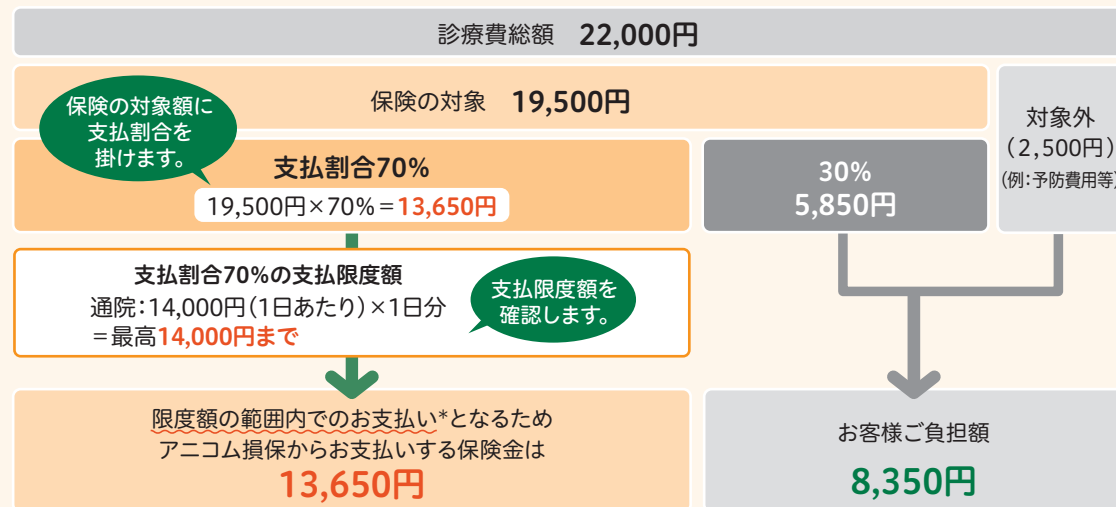 診療費総額 22,000円
保険の対象 19,500円
保険の対象額に
支払割合を
掛けます。
対象外
(2,500円)
(例:予防費用等)
支払割合70%
19,500円×70%=13,650円
30%
5,850円
支払割合70%の支払限度額
通院:14,000円(1日あたり)×1日分
=最高14,000円まで
支払限度額を
確認します。
限度額の範囲内でのお支払い*となるため
アニコム損保からお支払いする保険金は
13,650円
お客様ご負担額
8,350円